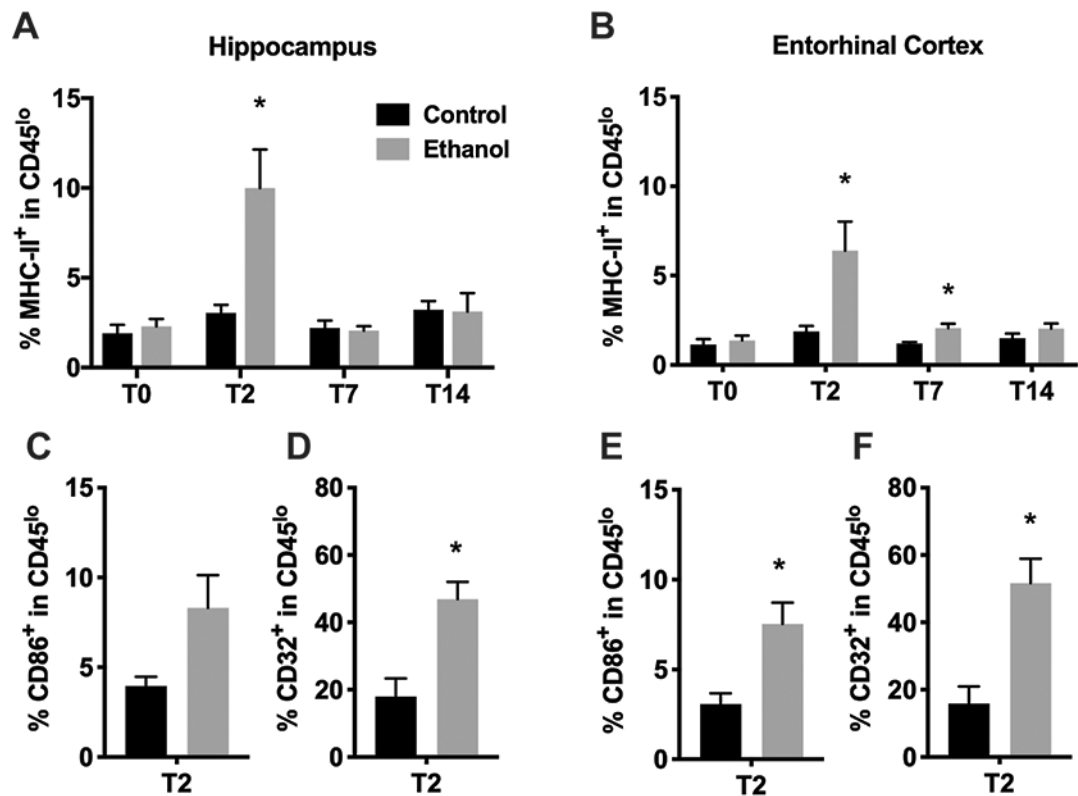 A
Hippocampus
% MHC-II⁺ in CD45ˡᵒ
15
10
5
0
*
Control
Ethanol
T0 T2 T7 T14
B
Entorhinal Cortex
% MHC-II⁺ in CD45ˡᵒ
15
10
5
0
*
*
T0 T2 T7 T14
C
% CD86⁺ in CD45ˡᵒ
15
10
5
0
T2
D
% CD32⁺ in CD45ˡᵒ
80
60
40
20
0
*
T2
E
% CD86⁺ in CD45ˡᵒ
15
10
5
0
*
T2
F
% CD32⁺ in CD45ˡᵒ
80
60
40
20
0
*
T2